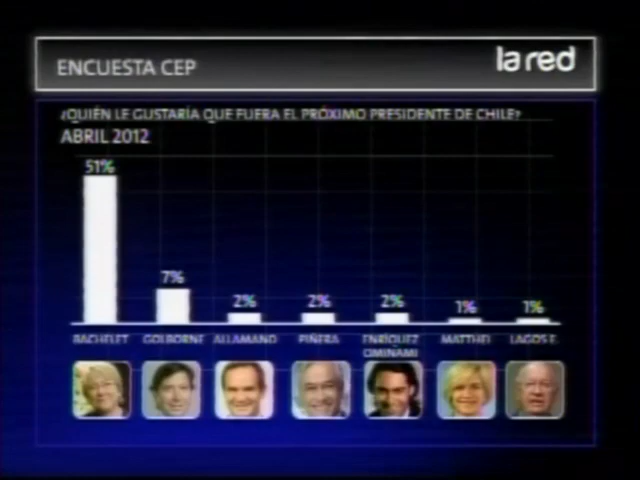 ENCUESTA CEP
la red
¿QUIÉN LE GUSTARÍA QUE FUERA EL PRÓXIMO PRESIDENTE DE CHILE?
ABRIL 2012
51%
7%
2%
2%
2%
1%
1%
BACHELET
GOLBORNE
ALLAMAND
PIÑERA
ENRÍQUEZ
OMINAMI
MATTHEI
LAGOS E.